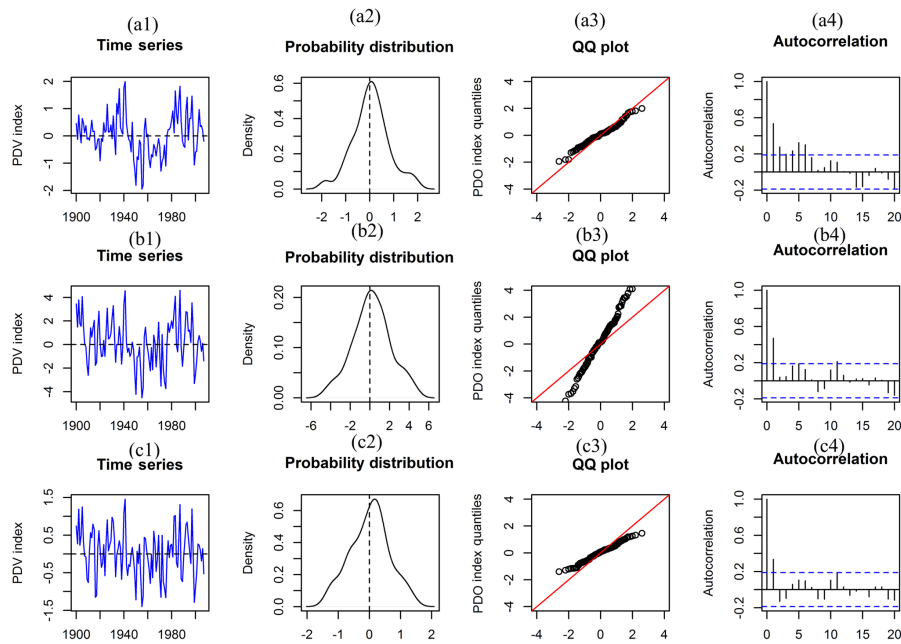 (a1) (a2) (a3) (a4)
Time series Probability distribution QQ plot Autocorrelation
PDV index
2
1
0
-1
-2
1900 1940 1980
Density
0.6
0.4
0.2
0.0
-2 -1 0 1 2
PDO index quantiles
4
2
0
-2
-4
-4 -2 0 2 4
Autocorrelation
1.0
0.6
0.2
-0.2
0 5 10 15 20
(b1) (b2) (b3) (b4)
Time series Probability distribution QQ plot Autocorrelation
PDV index
4
2
0
-2
-4
1900 1940 1980
Density
0.20
0.10
0.00
-6 -4 -2 0 2 4 6
PDO index quantiles
4
2
0
-2
-4
-4 -2 0 2 4
Autocorrelation
1.0
0.6
0.2
-0.2
0 5 10 15 20
(c1) (c2) (c3) (c4)
Time series Probability distribution QQ plot Autocorrelation
PDV index
1.5
0.5
-0.5
-1.5
1900 1940 1980
Density
0.6
0.4
0.2
0.0
-2 -1 0 1 2
PDO index quantiles
4
2
0
-2
-4
-4 -2 0 2 4
Autocorrelation
1.0
0.6
0.2
-0.2
0 5 10 15 20